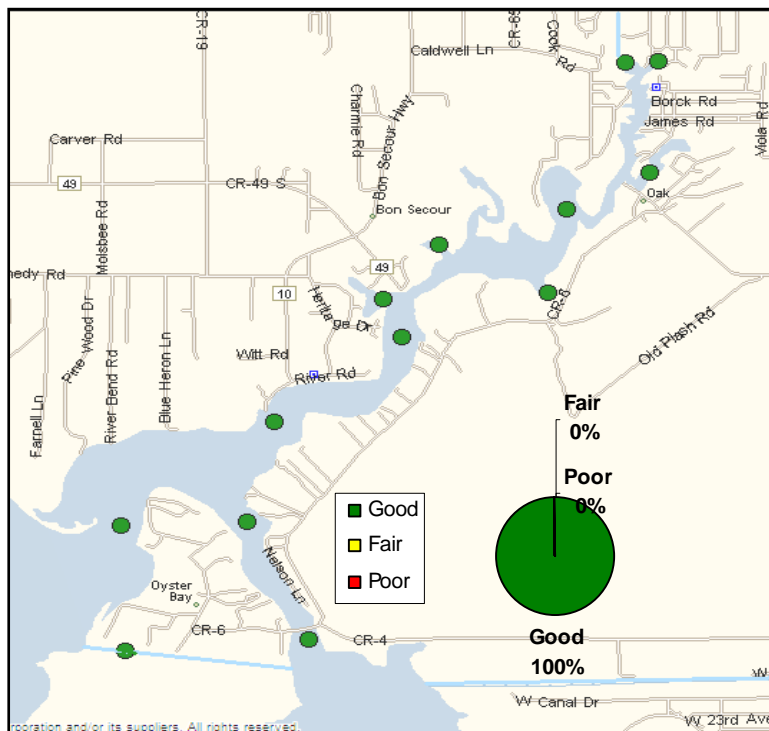 CR-19
CR-65
Cook Rd
Caldwell Ln
Charmie Rd
Bon Secour Hwy
Borck Rd
James Rd
Viola Rd
Carver Rd
49
CR-49 S
Molsbee Rd
Bon Secour
Oak
49
nedy Rd
10
Herita
ge Dr
CR-6
Old Plash Rd
Pine Wood Dr
Witt Rd
River Rd
Farnell Ln
River Bend Rd
Blue Heron Ln
Fair
0%
Poor
0%
Good
Fair
Poor
Nelson Ln
Oyster
Bay
CR-6
CR-4
Good
100%
W
W Canal Dr
W 23rd Ave
rporation and/or its suppliers. All rights reserved.